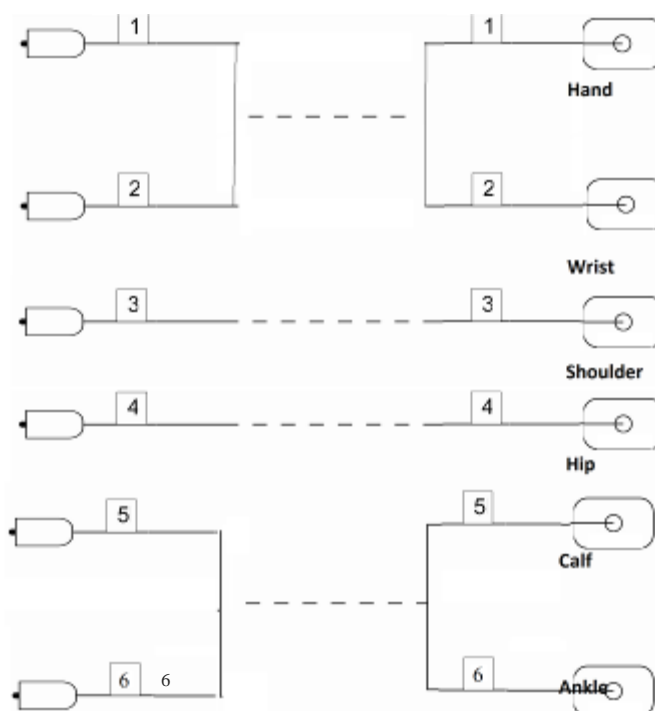 1 1
Hand
2 2
Wrist
3 3
Shoulder
4 4
Hip
5 5
Calf
6 6 6
Ankle